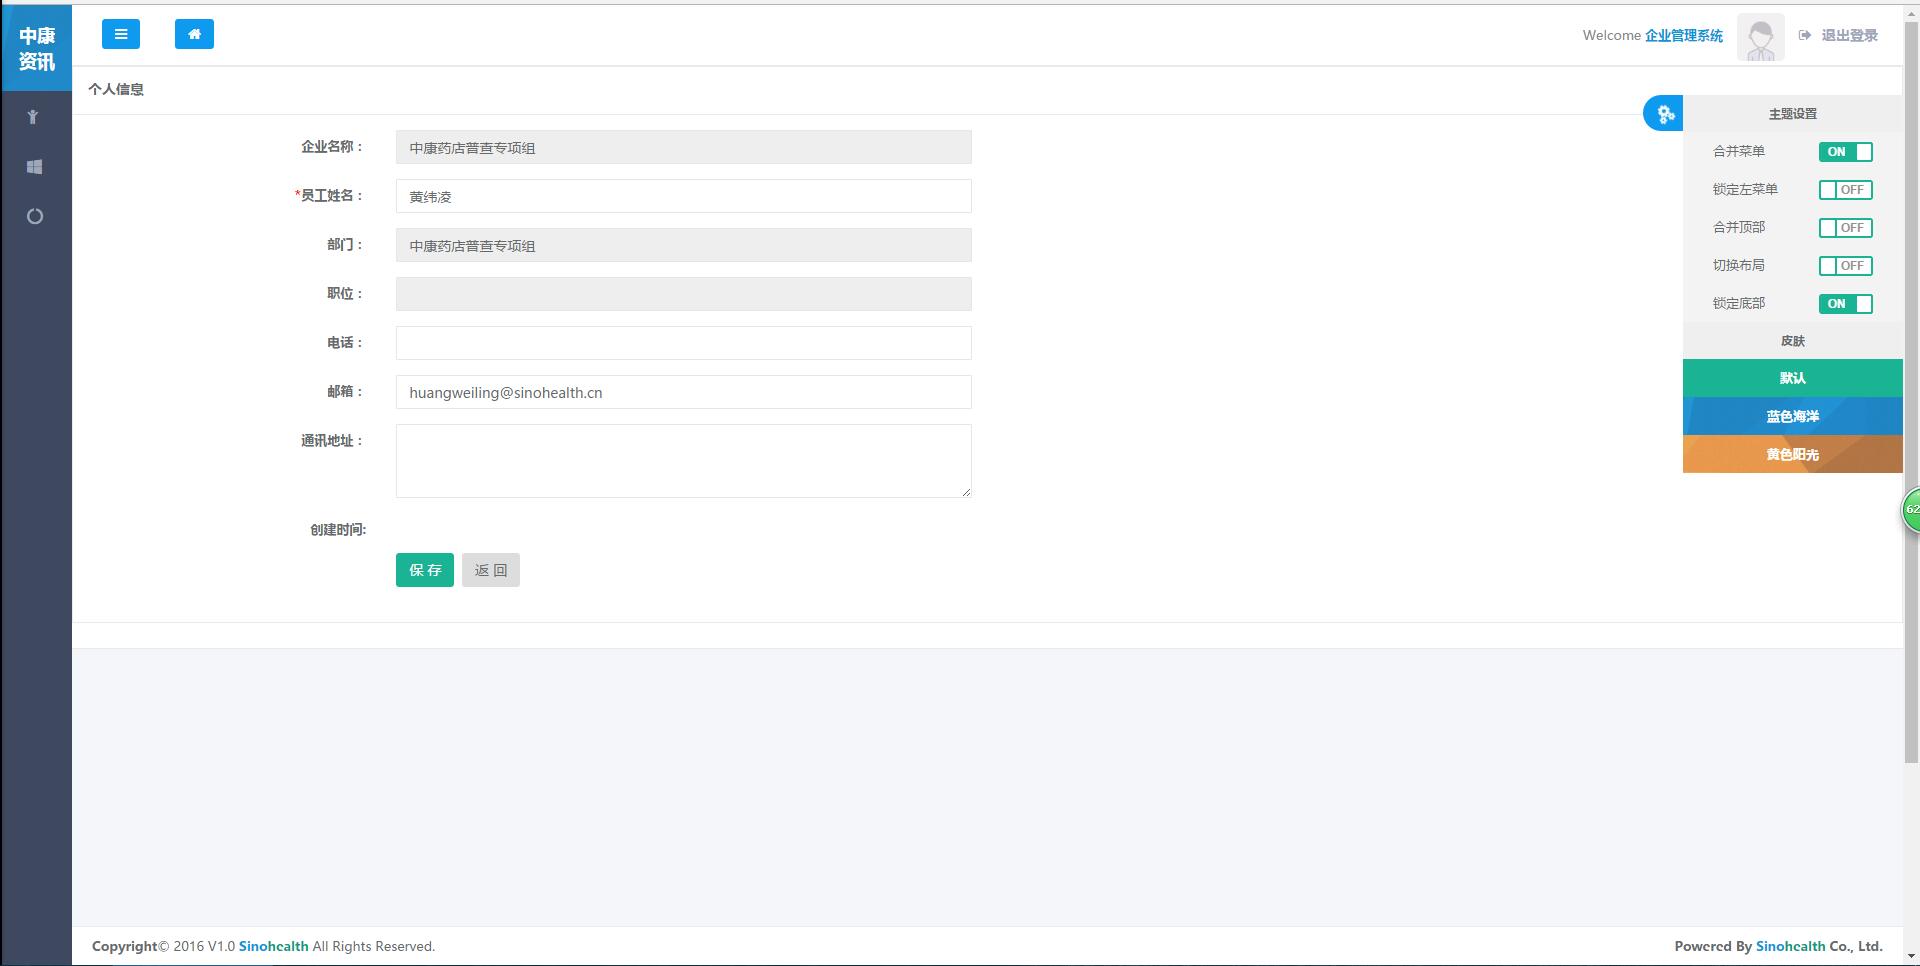 中康
资讯
Welcome 企业管理系统
退出登录
个人信息
主题设置
企业名称：
中康药店普查专项组
合并菜单
ON
*员工姓名：
黄纬凌
锁定左菜单
OFF
合并顶部
OFF
部门：
中康药店普查专项组
切换布局
OFF
职位：
锁定底部
ON
电话：
皮肤
默认
邮箱：
huangweiling@sinohealth.cn
蓝色海洋
通讯地址：
黄色阳光
62
创建时间:
保 存
返 回
Copyright© 2016 V1.0 Sinohealth All Rights Reserved.
Powered By Sinohealth Co., Ltd.